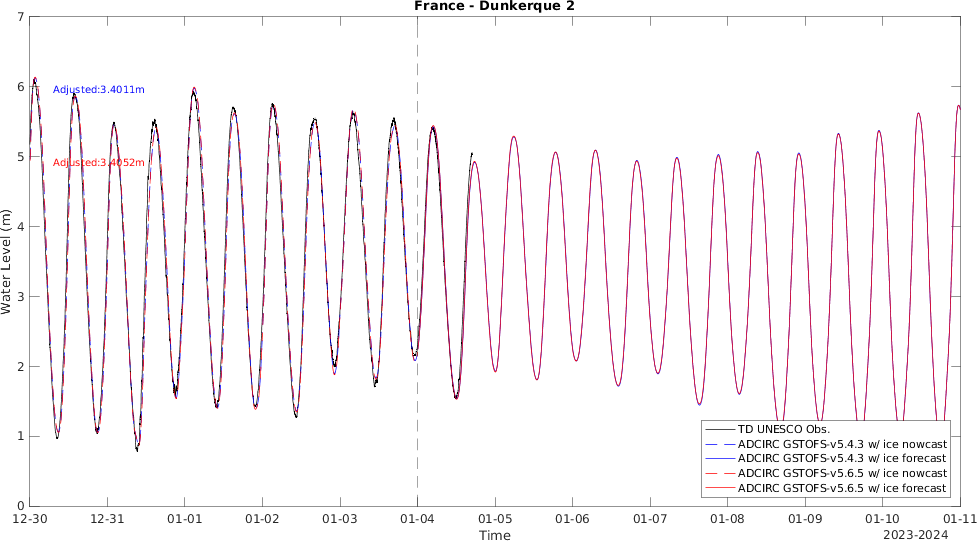 France - Dunkerque 2
7
6
5
4
3
2
1
0
Water Level (m)
Adjusted:3.4011m
Adjusted:3.4052m
TD UNESCO Obs.
ADCIRC GSTOFS-v5.4.3 w/ ice nowcast
ADCIRC GSTOFS-v5.4.3 w/ ice forecast
ADCIRC GSTOFS-v5.6.5 w/ ice nowcast
ADCIRC GSTOFS-v5.6.5 w/ ice forecast
12-30 12-31 01-01 01-02 01-03 01-04 01-05 01-06 01-07 01-08 01-09 01-10 01-11
Time
2023-2024